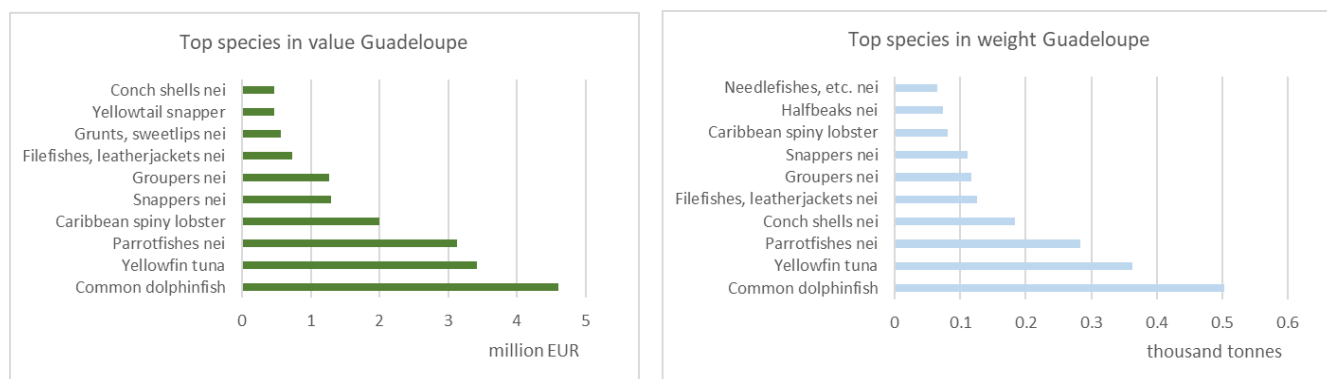 Top species in value Guadeloupe
Conch shells nei
Yellowtail snapper
Grunts, sweetlips nei
Filefishes, leatherjackets nei
Groupers nei
Snappers nei
Caribbean spiny lobster
Parrotfishes nei
Yellowfin tuna
Common dolphinfish
0 1 2 3 4 5
million EUR
Top species in weight Guadeloupe
Needlefishes, etc. nei
Halfbeaks nei
Caribbean spiny lobster
Snappers nei
Groupers nei
Filefishes, leatherjackets nei
Conch shells nei
Parrotfishes nei
Yellowfin tuna
Common dolphinfish
0 0.1 0.2 0.3 0.4 0.5 0.6
thousand tonnes